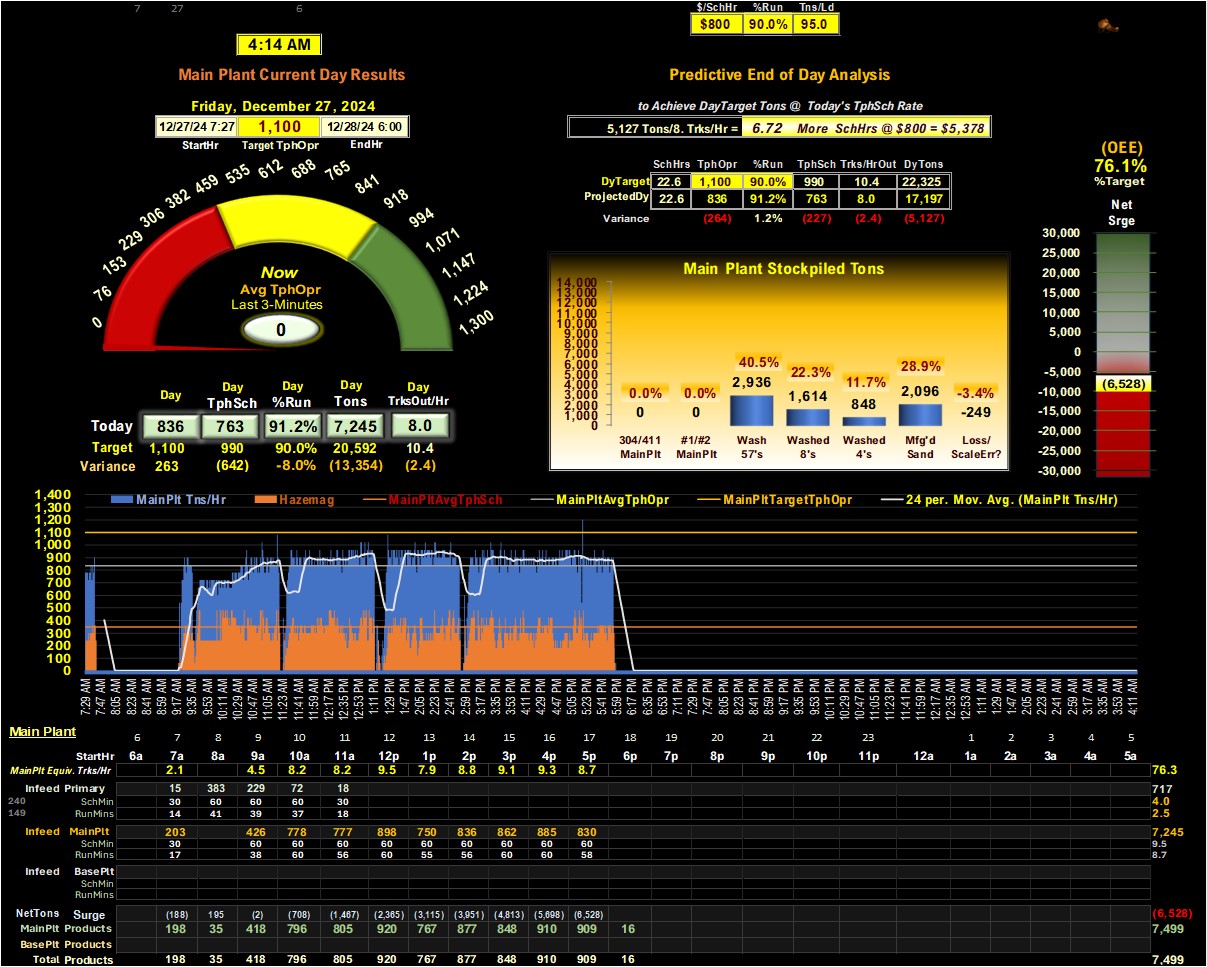 7 27 6
$/SchHr %Run Tns/Ld
$800 90.0% 95.0
4:14 AM
Main Plant Current Day Results
Predictive End of Day Analysis
Friday, December 27, 2024
to Achieve DayTarget Tons @ Today's TphSch Rate
12/27/24 7:27 1,100 12/28/24 6:00
StartHr Target TphOpr EndHr
5,127 Tons/8. Trks/Hr = 6.72 More SchHrs @ $800 = $5,378
(OEE)
76.1%
%Target
Net
Srge
SchHrs TphOpr %Run TphSch Trks/HrOut DyTons
DyTarget 22.6 1,100 90.0% 990 10.4 22,325
ProjectedDy 22.6 836 91.2% 763 8.0 17,197
Variance (264) 1.2% (227) (2.4) (5,127)
0 76 153 229 306 382 459 535 612 688 765 841 918 994 1,071 1,147 1,224 1,300
Now
Avg TphOpr
Last 3-Minutes
0
Main Plant Stockpiled Tons
14,000
13,000
12,000
11,000
10,000
9,000
8,000
7,000
6,000
5,000
4,000
3,000
2,000
1,000
0
0.0% 0.0% 40.5% 22.3% 11.7% 28.9% -3.4%
0 0 2,936 1,614 848 2,096 -249
304/411 #1/#2 Wash Washed Washed Mfg'd Loss/
MainPlt MainPlt 57's 8's 4's Sand ScaleErr?
30,000
25,000
20,000
15,000
10,000
5,000
0
-5,000
-10,000
-15,000
-20,000
-25,000
-30,000
(6,528)
Day Day Day Day Day
TphSch %Run Tons TrksOut/Hr
Today 836 763 91.2% 7,245 8.0
Target 1,100 990 90.0% 20,592 10.4
Variance 263 (642) -8.0% (13,354) (2.4)
MainPlt Tns/Hr Hazemag MainPltAvgTphSch MainPltAvgTphOpr MainPltTargetTphOpr 24 per. Mov. Avg. (MainPlt Tns/Hr)
1,400
1,300
1,200
1,100
1,000
900
800
700
600
500
400
300
200
100
0
7:29 AM 7:47 AM 8:05 AM 8:23 AM 8:41 AM 8:59 AM 9:17 AM 9:35 AM 9:53 AM 10:11 AM 10:29 AM 10:47 AM 11:05 AM 11:23 AM 11:41 AM 11:59 AM 12:17 PM 12:35 PM 12:53 PM 1:11 PM 1:29 PM 1:47 PM 2:05 PM 2:23 PM 2:41 PM 2:59 PM 3:17 PM 3:35 PM 3:53 PM 4:11 PM 4:29 PM 4:47 PM 5:05 PM 5:23 PM 5:41 PM 5:59 PM 6:17 PM 6:35 PM 6:53 PM 7:11 PM 7:29 PM 7:47 PM 8:05 PM 8:23 PM 8:41 PM 8:59 PM 9:17 PM 9:35 PM 9:53 PM 10:11 PM 10:29 PM 10:47 PM 11:05 PM 11:23 PM 11:41 PM 11:59 PM 12:17 AM 12:35 AM 12:53 AM 1:11 AM 1:29 AM 1:47 AM 2:05 AM 2:23 AM 2:41 AM 2:59 AM 3:17 AM 3:35 AM 3:53 AM 4:11 AM
Main Plant
6 7 8 9 10 11 12 13 14 15 16 17 18 19 20 21 22 23 1 2 3 4 5
StartHr 6a 7a 8a 9a 10a 11a 12p 1p 2p 3p 4p 5p 6p 7p 8p 9p 10p 11p 12a 1a 2a 3a 4a 5a
MainPlt Equiv. Trks/Hr 2.1 4.5 8.2 8.2 9.5 7.9 8.8 9.1 9.3 8.7 76.3
Infeed Primary 15 383 229 72 18 717
240 SchMin 30 60 60 60 30 4.0
149 RunMins 14 41 39 37 18 2.5
Infeed MainPlt 203 426 778 777 898 750 836 862 885 830 7,245
SchMin 30 60 60 60 60 60 60 60 60 60 9.5
RunMins 17 38 60 56 60 55 56 60 60 58 8.7
Infeed BasePlt
SchMin
RunMins
NetTons Surge (188) 195 (2) (708) (1,467) (2,365) (3,115) (3,951) (4,813) (5,698) (6,528) (6,528)
MainPlt Products 198 35 418 796 805 920 767 877 848 910 909 16 7,499
BasePlt Products
Total Products 198 35 418 796 805 920 767 877 848 910 909 16 7,499